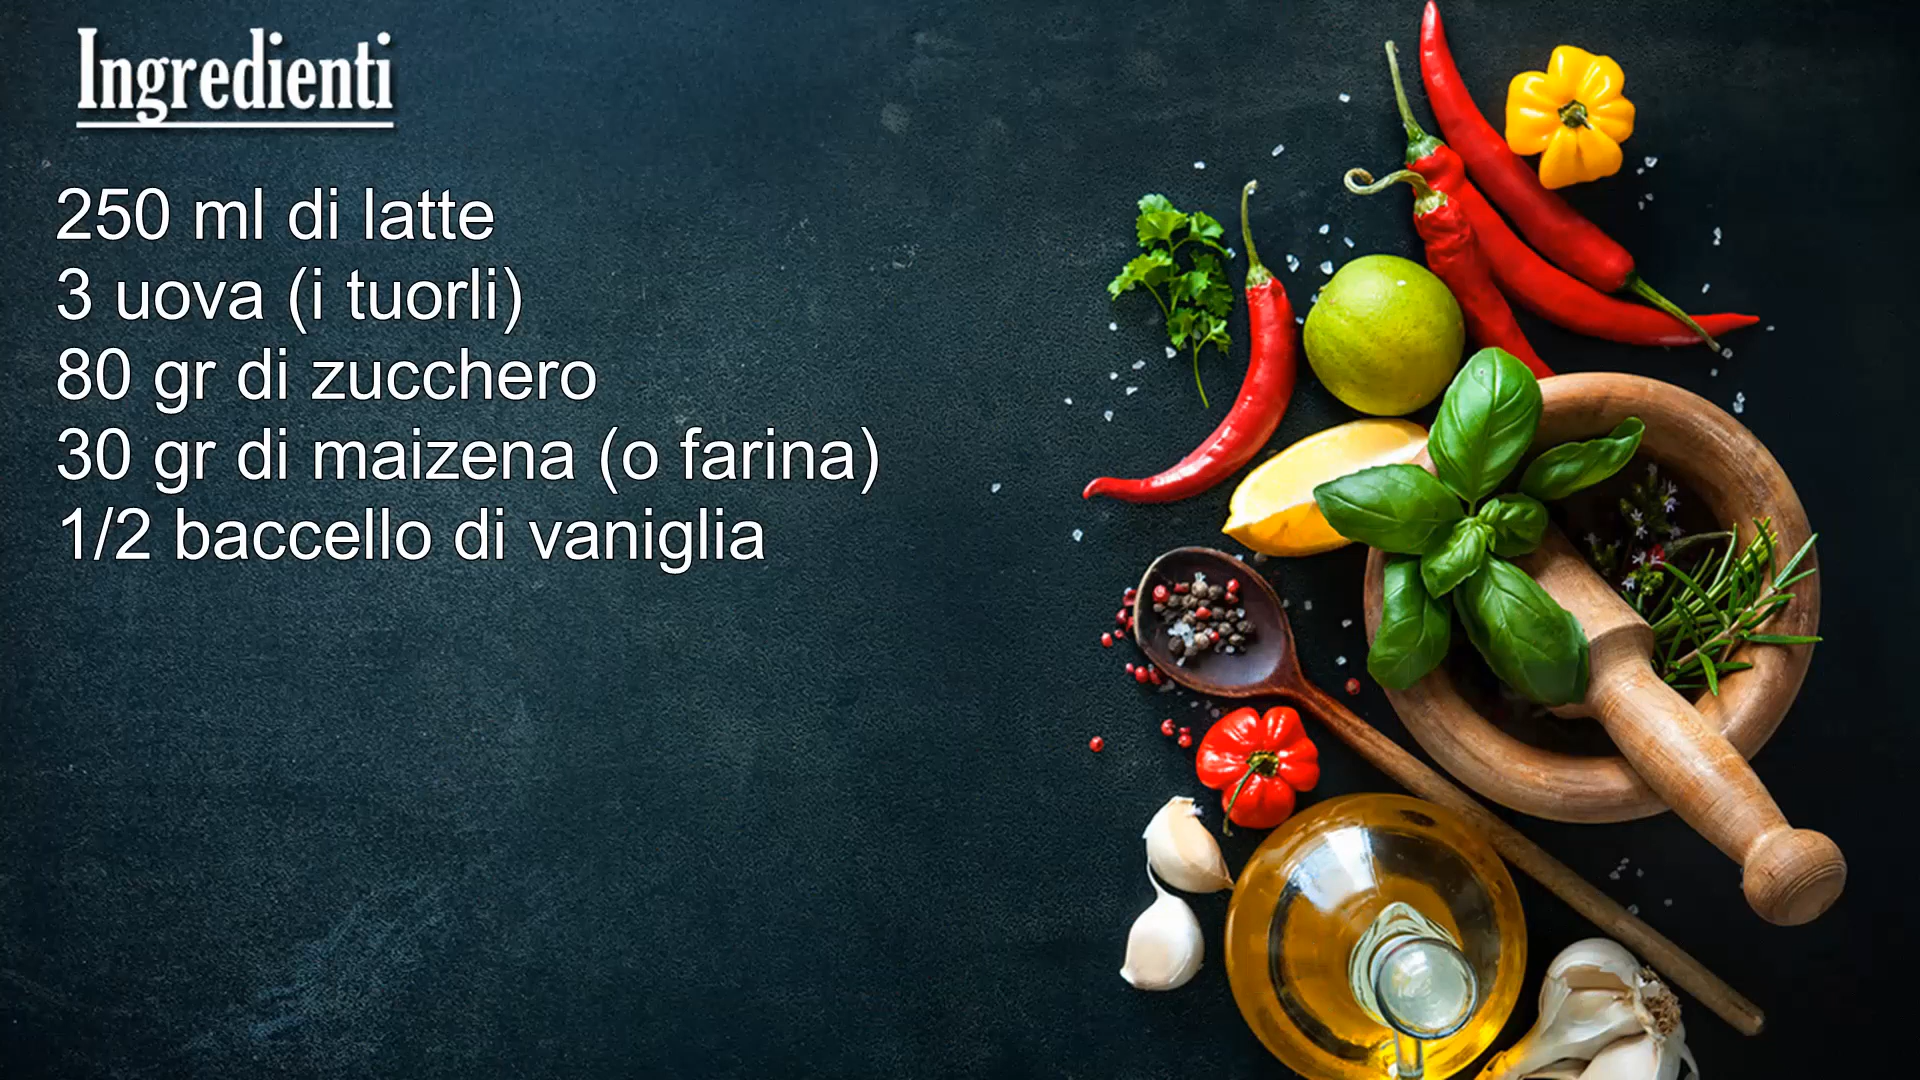 Ingredienti
250 ml di latte
3 uova (i tuorli)
80 gr di zucchero
30 gr di maizena (o farina)
1/2 baccello di vaniglia